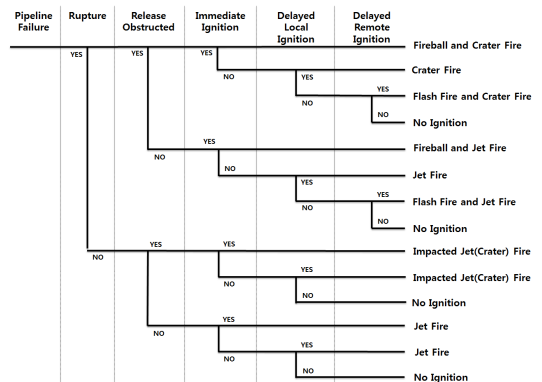 Pipeline Failure
Rupture
Release Obstructed
Immediate Ignition
Delayed Local Ignition
Delayed Remote Ignition
YES
YES
YES
Fireball and Crater Fire
NO
YES
Crater Fire
NO
YES
Flash Fire and Crater Fire
NO
No Ignition
NO
YES
Fireball and Jet Fire
NO
YES
Jet Fire
NO
YES
Flash Fire and Jet Fire
NO
No Ignition
NO
YES
YES
Impacted Jet(Crater) Fire
NO
YES
Impacted Jet(Crater) Fire
NO
No Ignition
NO
YES
Jet Fire
NO
YES
Jet Fire
NO
No Ignition